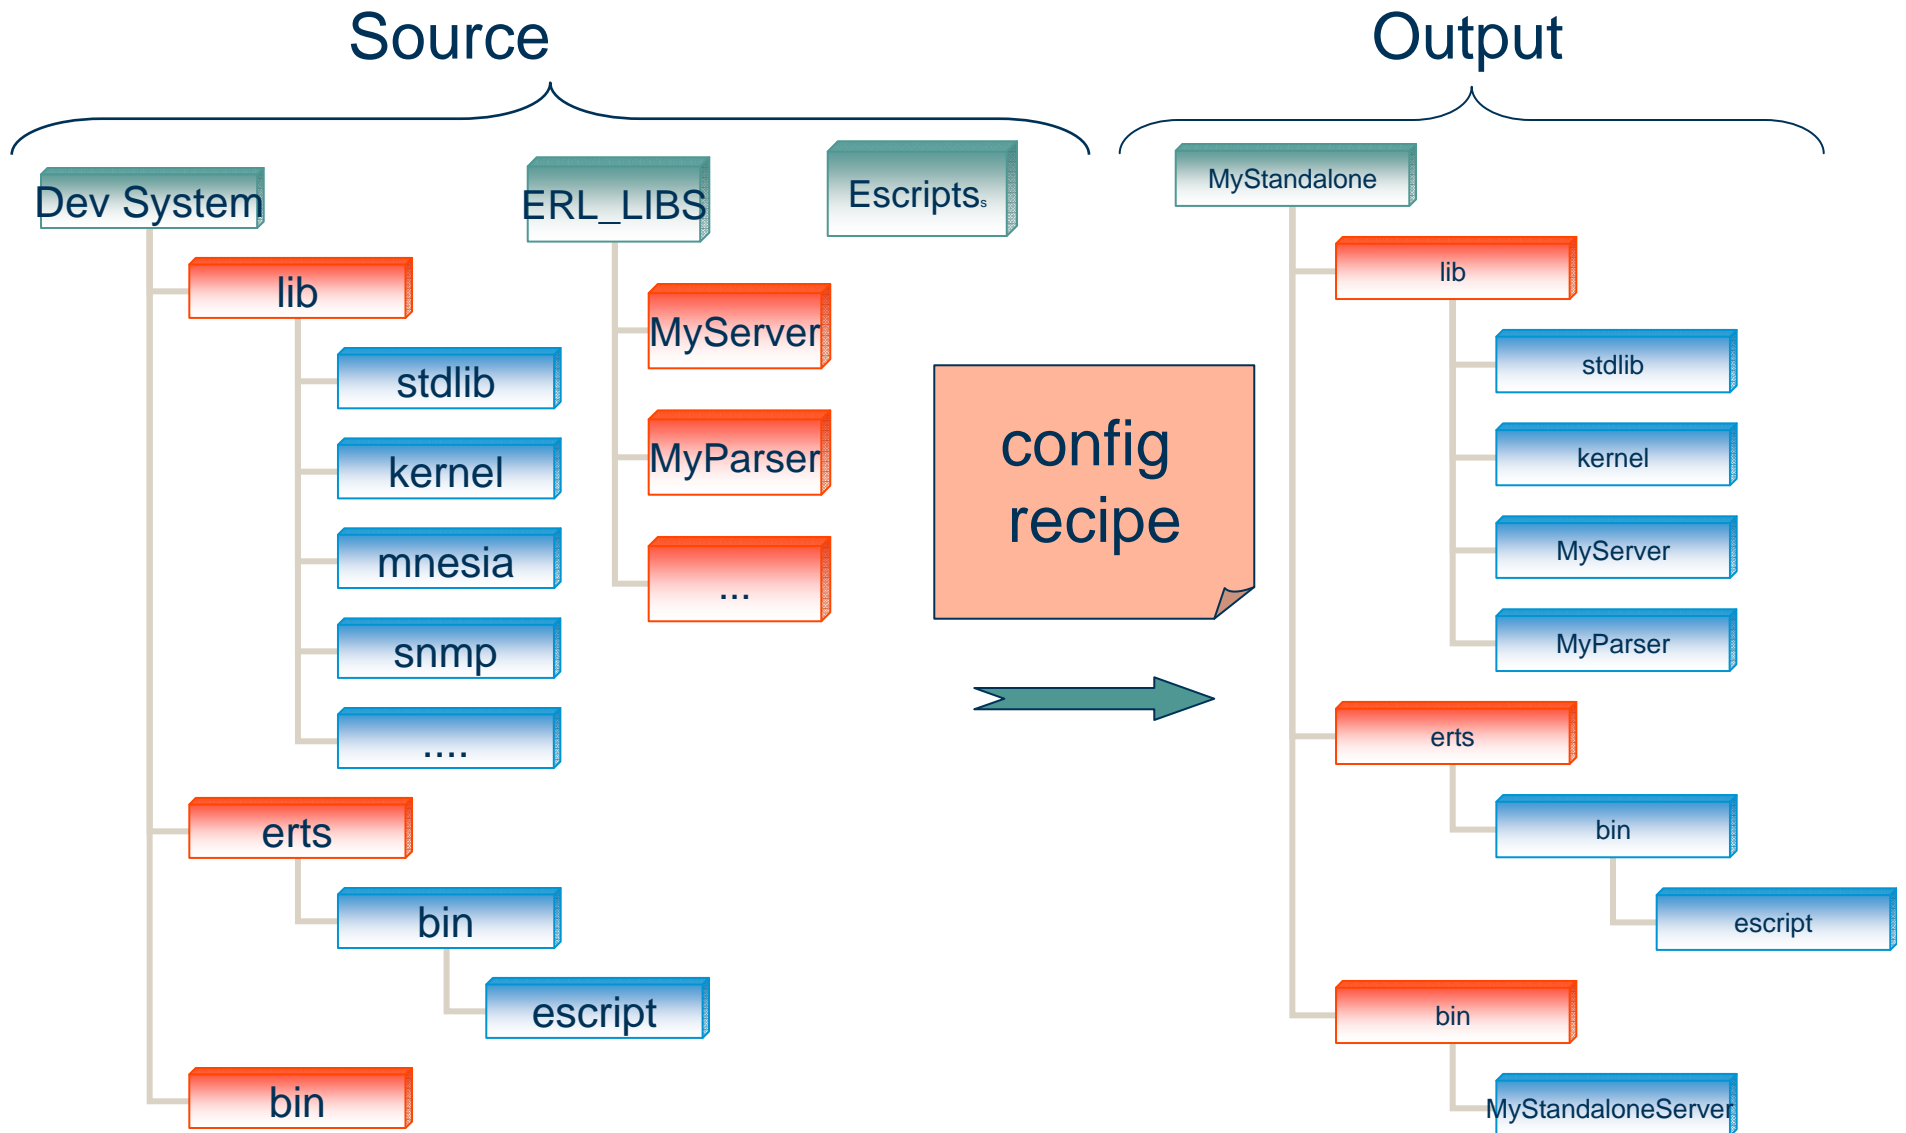 Source
Output
Dev System
lib
stdlib
kernel
mnesia
snmp
....
erts
bin
escript
bin
ERL_LIBS
MyServer
MyParser
...
Escriptss
config
recipe
MyStandalone
lib
stdlib
kernel
MyServer
MyParser
erts
bin
escript
bin
MyStandaloneServer